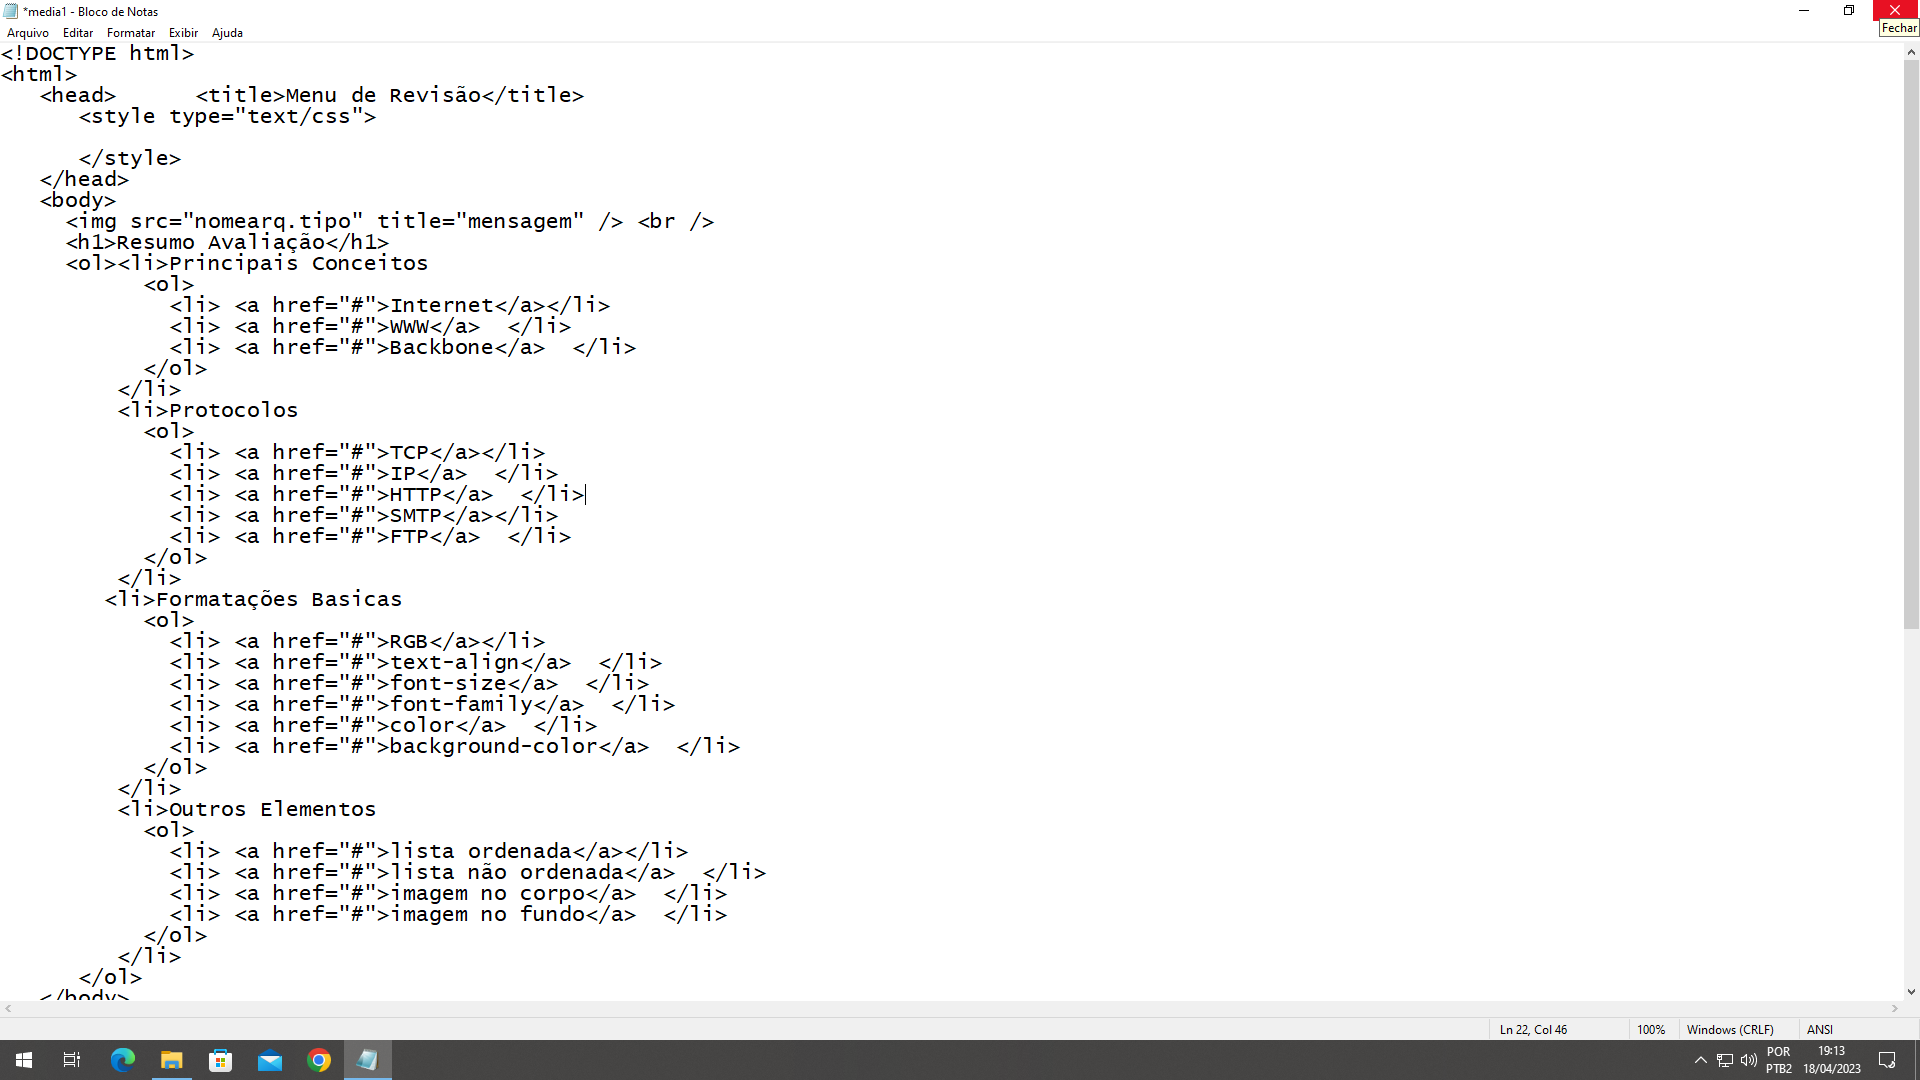 *media1 - Bloco de Notas
Fechar
Arquivo Editar Formatar Exibir Ajuda
<!DOCTYPE html>
<html>
   <head>      <title>Menu de Revisão</title>
      <style type="text/css">

      </style>
   </head>
   <body>
     <img src="nomearq.tipo" title="mensagem" /> <br />
     <h1>Resumo Avaliação</h1>
     <ol><li>Principais Conceitos
           <ol>
             <li> <a href="#">Internet</a></li>
             <li> <a href="#">WWW</a>  </li>
             <li> <a href="#">Backbone</a>  </li>
           </ol>
         </li>
         <li>Protocolos
           <ol>
             <li> <a href="#">TCP</a></li>
             <li> <a href="#">IP</a>  </li>
             <li> <a href="#">HTTP</a>  </li>
             <li> <a href="#">SMTP</a></li>
             <li> <a href="#">FTP</a>  </li>
           </ol>
         </li>
        <li>Formatações Basicas
           <ol>
             <li> <a href="#">RGB</a></li>
             <li> <a href="#">text-align</a>  </li>
             <li> <a href="#">font-size</a>  </li>
             <li> <a href="#">font-family</a>  </li>
             <li> <a href="#">color</a>  </li>
             <li> <a href="#">background-color</a>  </li>
           </ol>
         </li>
         <li>Outros Elementos
           <ol>
             <li> <a href="#">lista ordenada</a></li>
             <li> <a href="#">lista não ordenada</a>  </li>
             <li> <a href="#">imagem no corpo</a>  </li>
             <li> <a href="#">imagem no fundo</a>  </li>
           </ol>
         </li>
      </ol>
   </body>
Ln 22, Col 46 100% Windows (CRLF) ANSI
POR 19:13
PTB2 18/04/2023